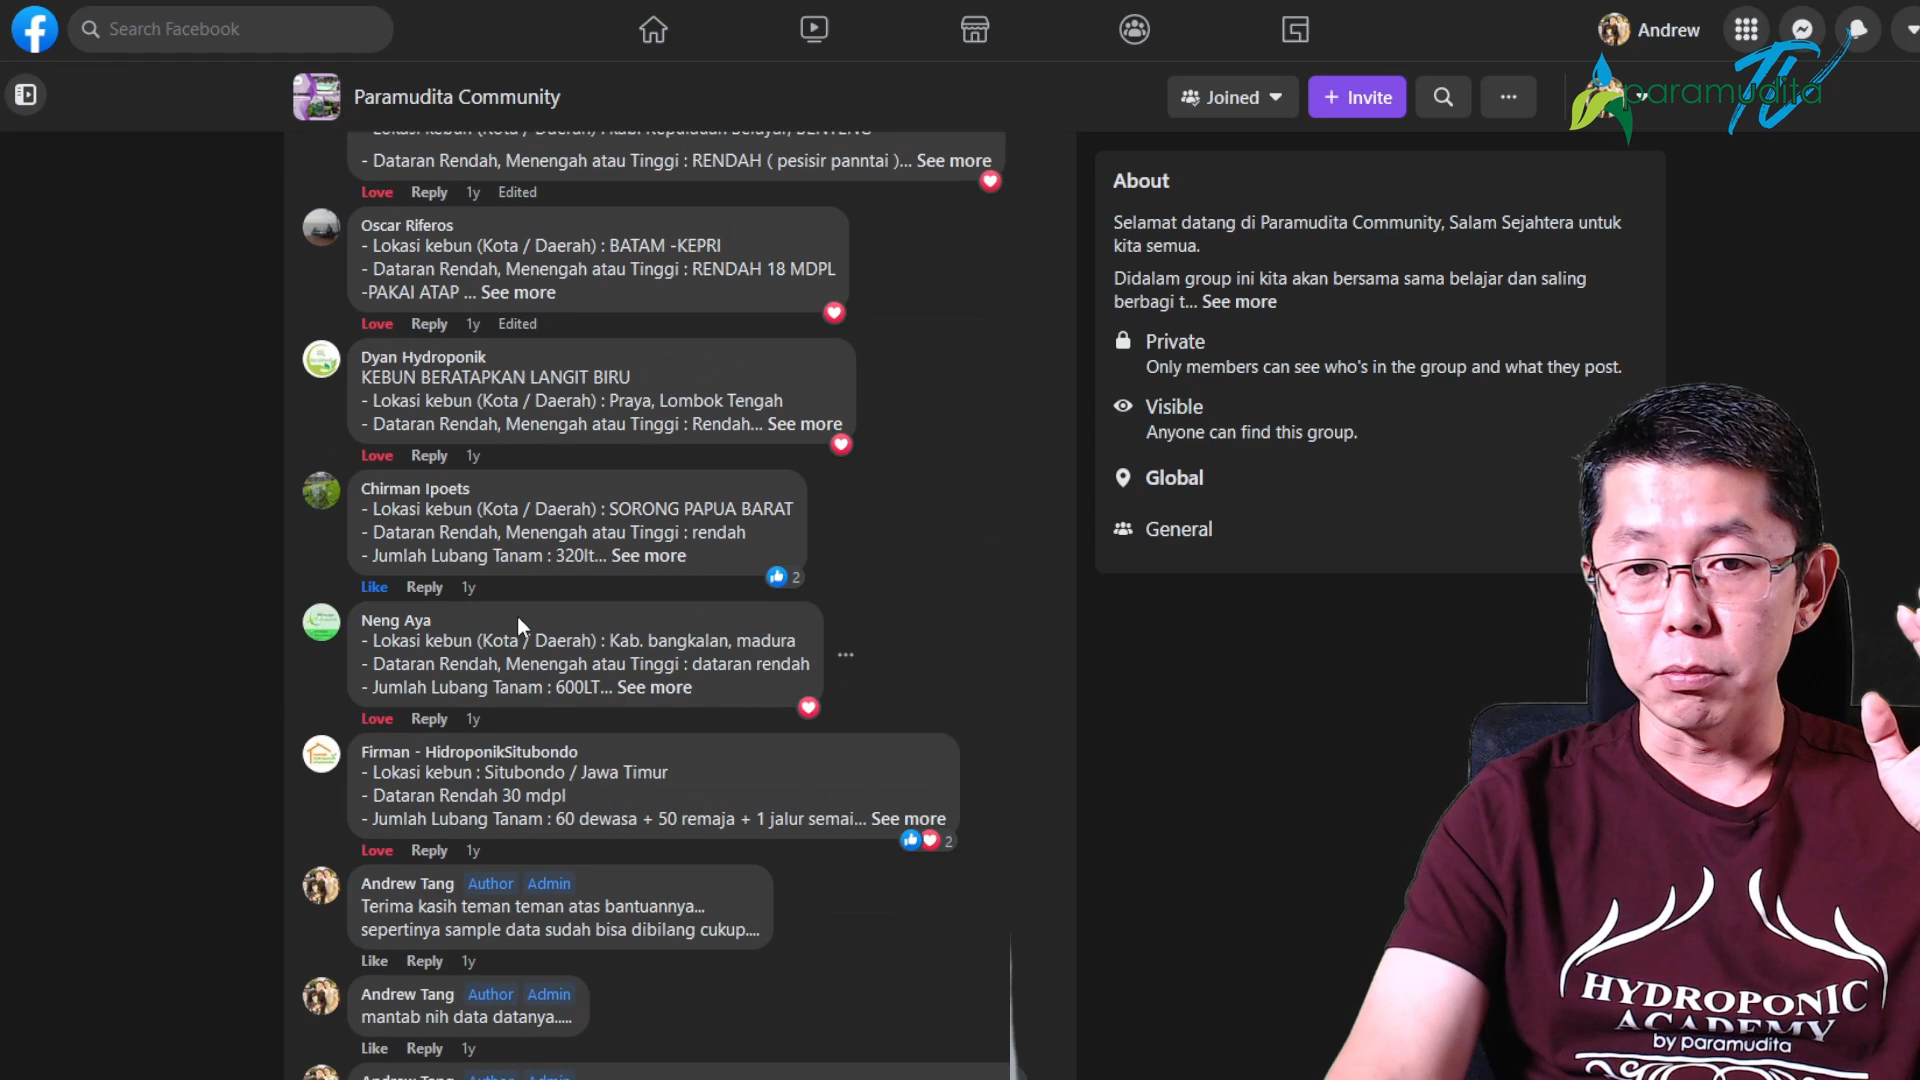 Search Facebook
Andrew
Paramudita Community
Joined
+ Invite
paramudita TV
- Dataran Rendah, Menengah atau Tinggi : RENDAH ( pesisir panntai )... See more
Love Reply 1y Edited
Oscar Riferos
- Lokasi kebun (Kota / Daerah) : BATAM -KEPRI
- Dataran Rendah, Menengah atau Tinggi : RENDAH 18 MDPL
-PAKAI ATAP ... See more
Love Reply 1y Edited
Dyan Hydroponik
KEBUN BERATAPKAN LANGIT BIRU
- Lokasi kebun (Kota / Daerah) : Praya, Lombok Tengah
- Dataran Rendah, Menengah atau Tinggi : Rendah... See more
Love Reply 1y
Chirman Ipoets
- Lokasi kebun (Kota / Daerah) : SORONG PAPUA BARAT
- Dataran Rendah, Menengah atau Tinggi : rendah
- Jumlah Lubang Tanam : 320lt... See more
2
Like Reply 1y
Neng Aya
- Lokasi kebun (Kota / Daerah) : Kab. bangkalan, madura
- Dataran Rendah, Menengah atau Tinggi : dataran rendah
- Jumlah Lubang Tanam : 600LT... See more
Love Reply 1y
Firman - HidroponikSitubondo
- Lokasi kebun : Situbondo / Jawa Timur
- Dataran Rendah 30 mdpl
- Jumlah Lubang Tanam : 60 dewasa + 50 remaja + 1 jalur semai... See more
2
Love Reply 1y
Andrew Tang Author Admin
Terima kasih teman teman atas bantuannya...
sepertinya sample data sudah bisa dibilang cukup....
Like Reply 1y
Andrew Tang Author Admin
mantab nih data datanya.....
Like Reply 1y
About
Selamat datang di Paramudita Community, Salam Sejahtera untuk
kita semua.
Didalam group ini kita akan bersama sama belajar dan saling
berbagi t... See more
Private
Only members can see who's in the group and what they post.
Visible
Anyone can find this group.
Global
General
HYDROPONIC
ACADEMY
by paramudita